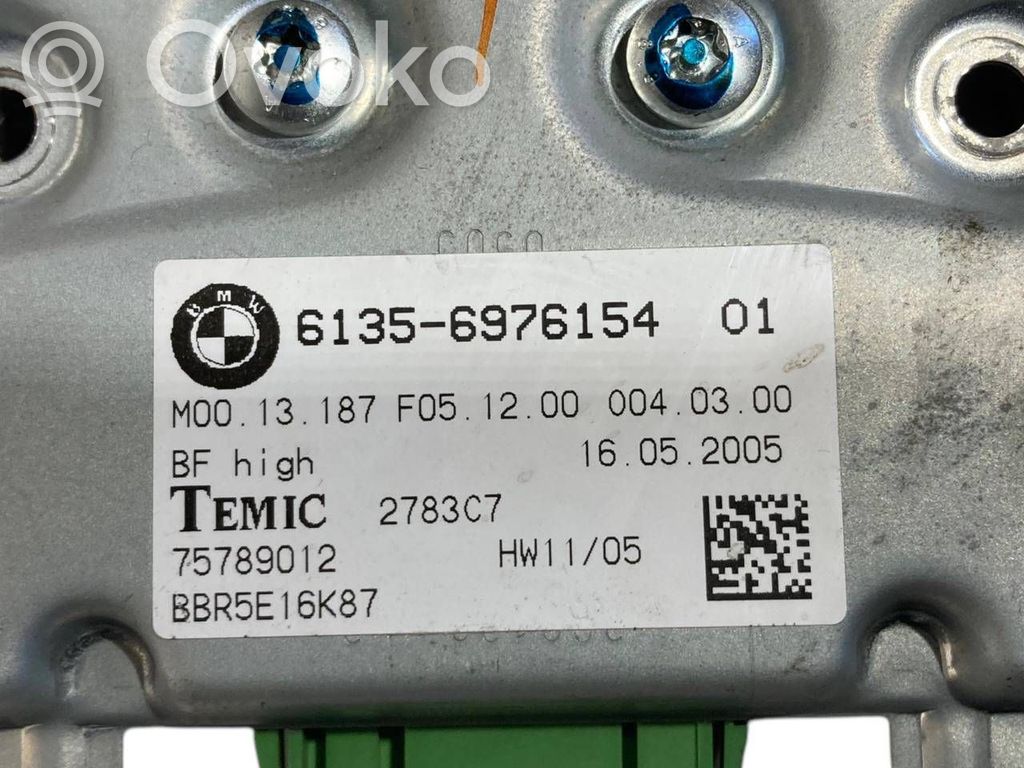 Ovoko
BMW
6135-6976154 01
M00.13.187 F05.12.00 004.03.00
BF high 16.05.2005
TEMIC 2783C7
75789012 HW11/05
BBR5E16K87